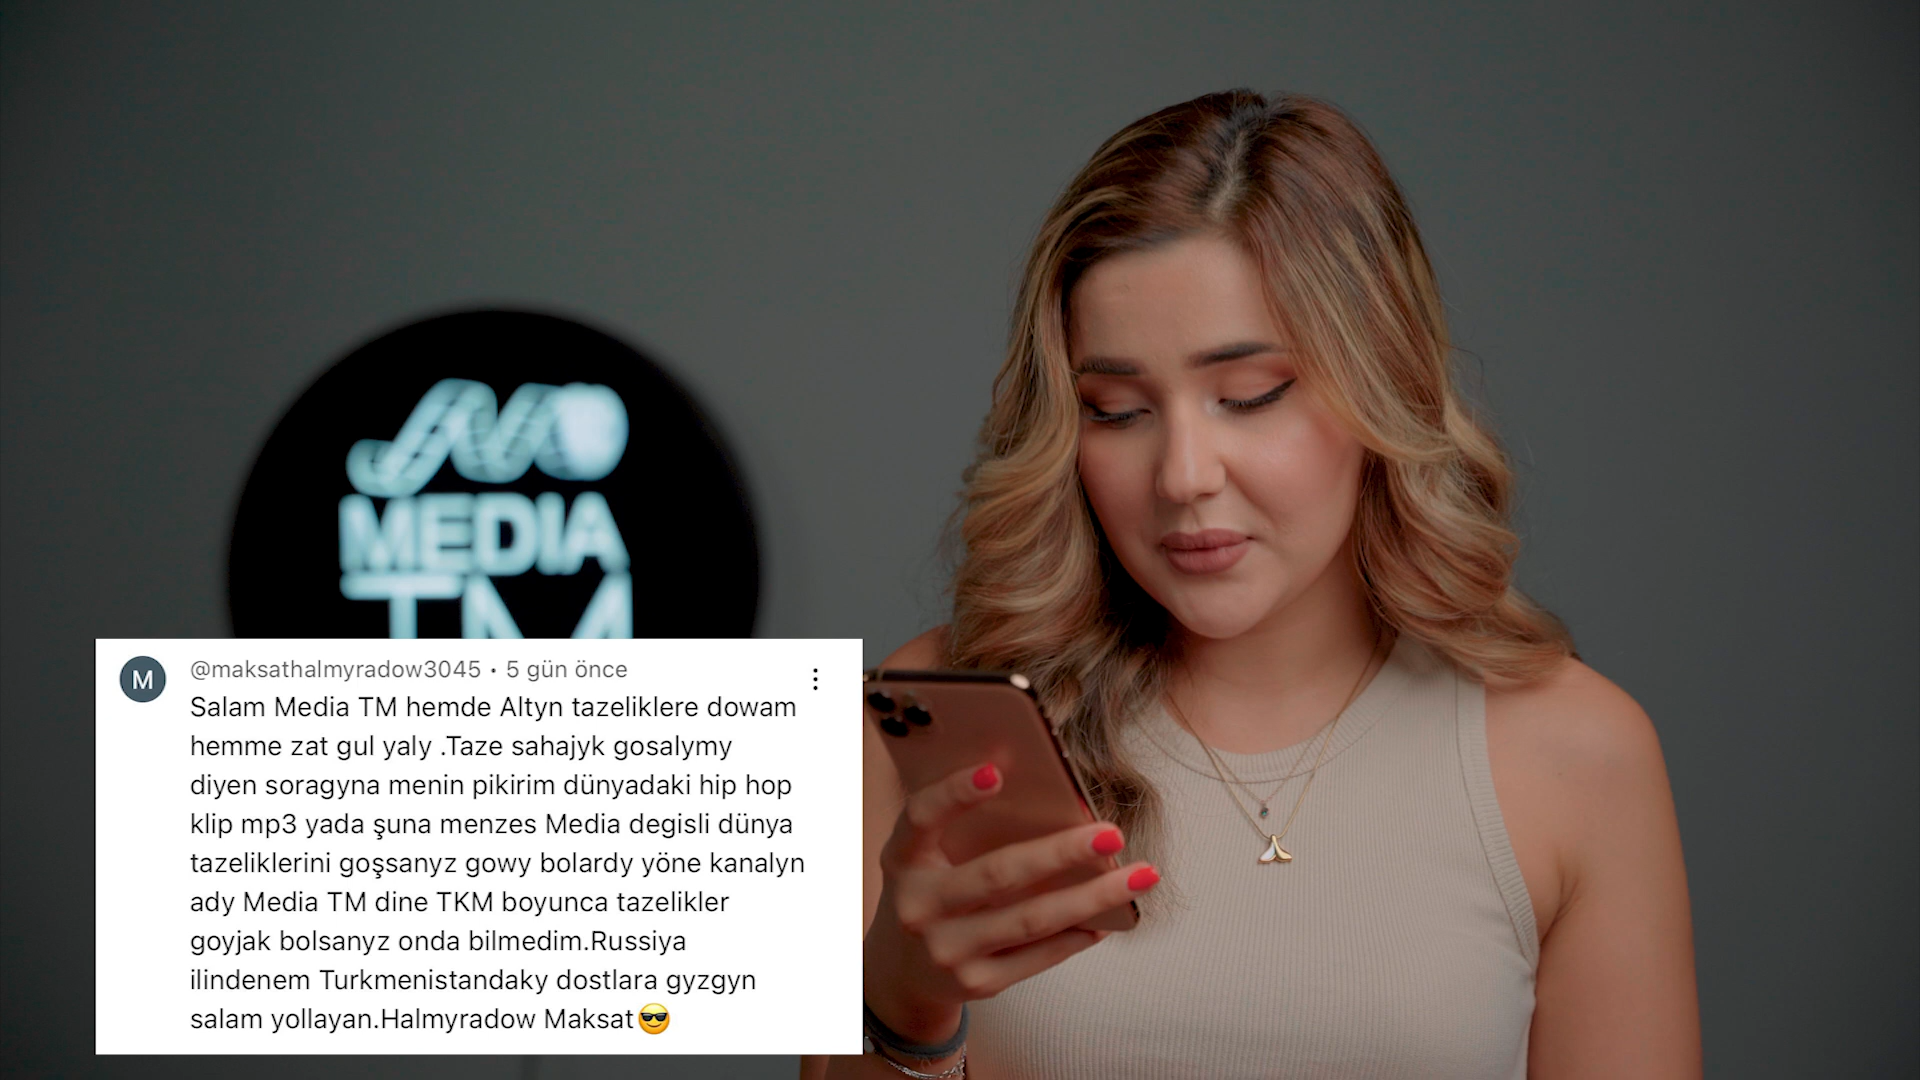 MEDIA
TM
M
@maksathalmyradow3045 • 5 gün önce
Salam Media TM hemde Altyn tazeliklere dowam
hemme zat gul yaly .Taze sahajyk gosalymy
diyen soragyna menin pikirim dünyadaki hip hop
klip mp3 yada şuna menzes Media degisli dünya
tazeliklerini goşsanyz gowy bolardy yöne kanalyn
ady Media TM dine TKM boyunca tazelikler
goyjak bolsanyz onda bilmedim.Russiya
ilindenem Turkmenistandaky dostlara gyzgyn
salam yollayan.Halmyradow Maksat😎